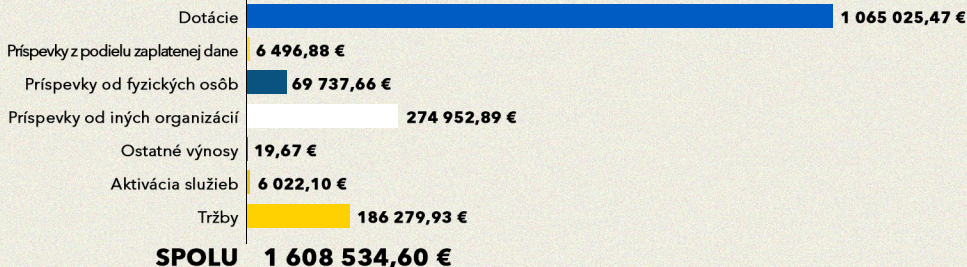 Dotácie 1 065 025,47 €
Príspevky z podielu zaplatenej dane 6 496,88 €
Príspevky od fyzických osôb 69 737,66 €
Príspevky od iných organizácií 274 952,89 €
Ostatné výnosy 19,67 €
Aktivácia služieb 6 022,10 €
Tržby 186 279,93 €
SPOLU 1 608 534,60 €